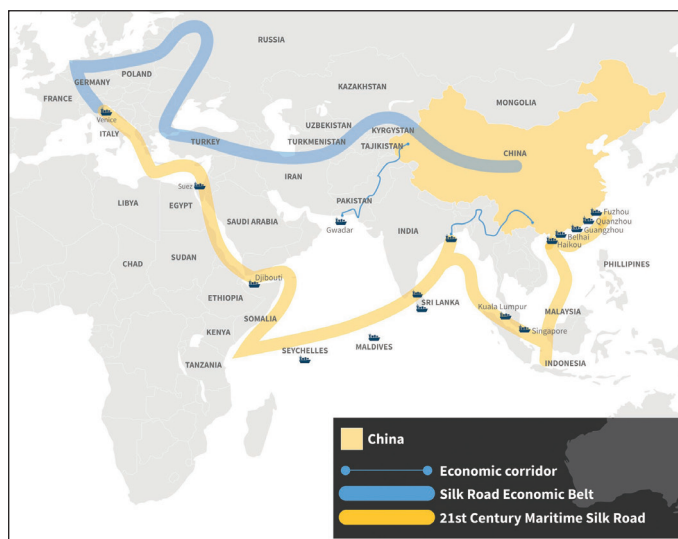 RUSSIA
POLAND
GERMANY
FRANCE
KAZAKHSTAN
MONGOLIA
Venice
ITALY
UZBEKISTAN
KYRGYSTAN
TURKEY
TURKMENISTAN
TAJIKISTAN
CHINA
IRAN
Suez
LIBYA
EGYPT
PAKISTAN
SAUDI ARABIA
Gwadar
INDIA
Fuzhou
Quanzhou
Guangzhou
Belhai
Haikou
CHAD
SUDAN
Djibouti
PHILLIPINES
ETHIOPIA
SOMALIA
SRI LANKA
Kuala Lumpur
MALAYSIA
KENYA
Singapore
SEYCHELLES
MALDIVES
TANZANIA
INDONESIA
China
Economic corridor
Silk Road Economic Belt
21st Century Maritime Silk Road